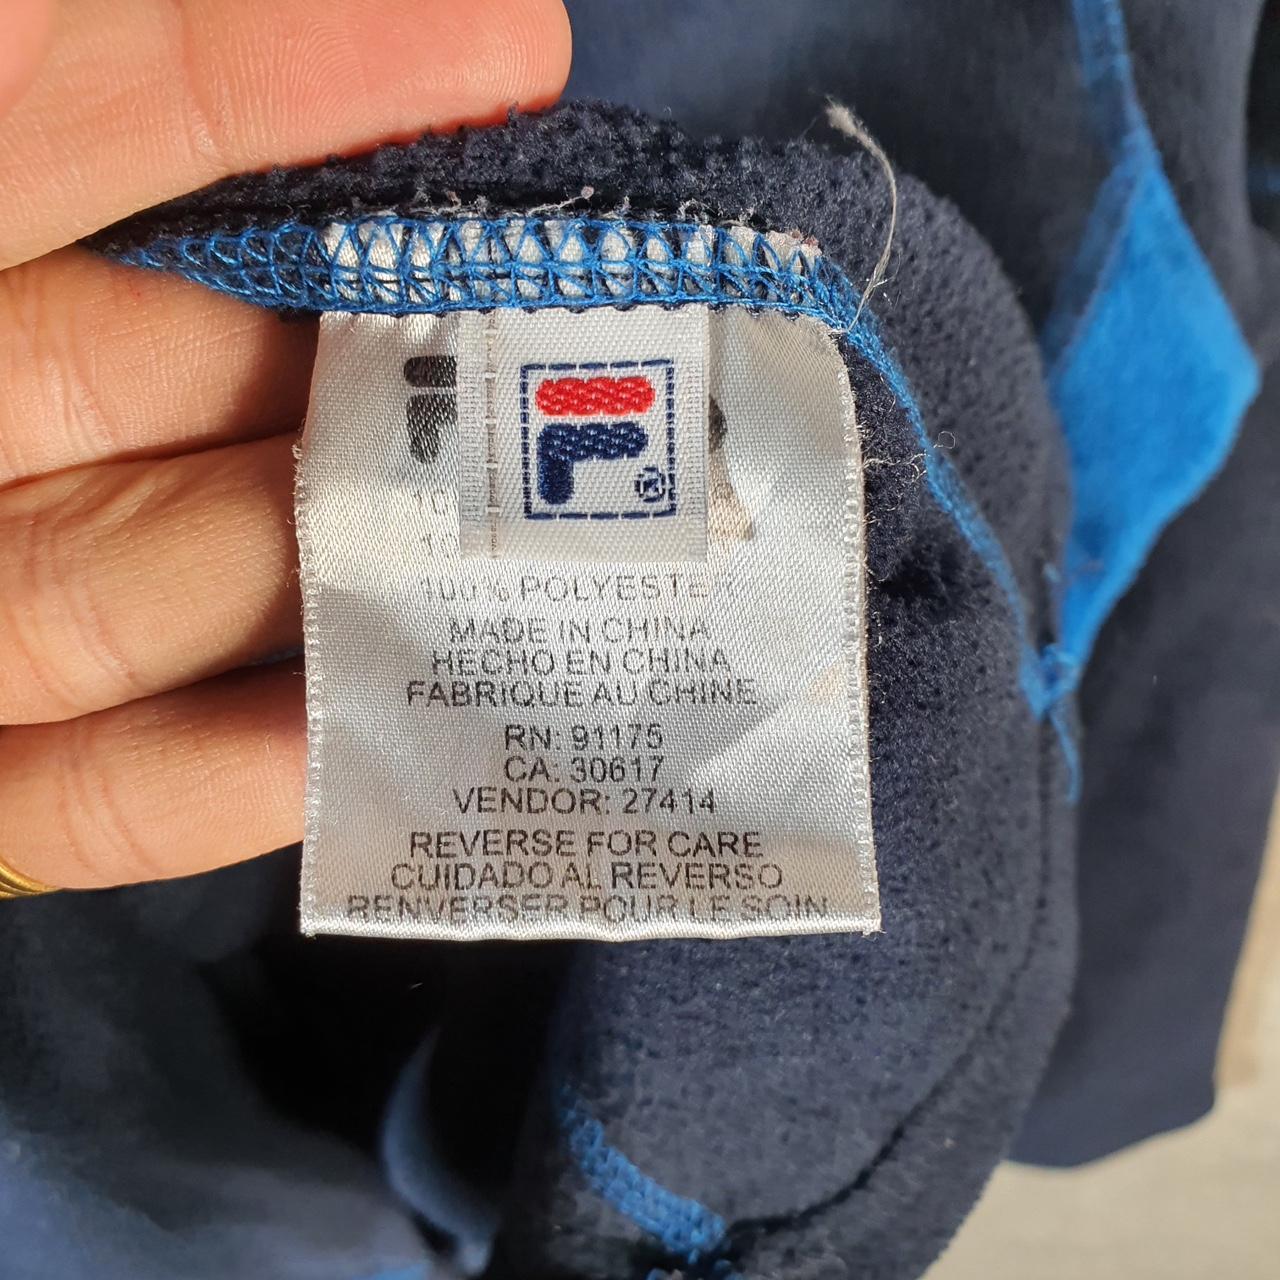 F ®
100% POLYESTE
MADE IN CHINA
HECHO EN CHINA
FABRIQUE AU CHINE
RN: 91175
CA: 30617
VENDOR: 27414
REVERSE FOR CARE
CUIDADO AL REVERSO
RENVERSER POUR LE SOIN